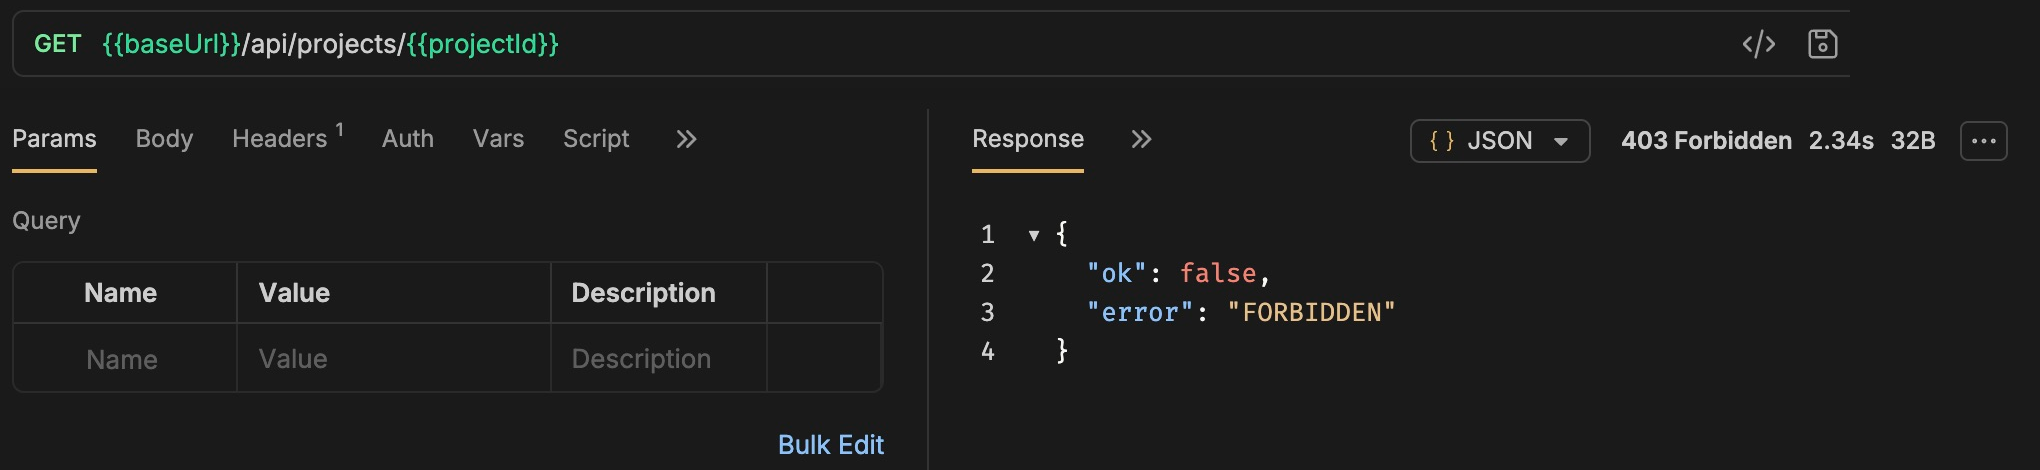 GET {{baseUrl}}/api/projects/{{projectId}}
Params Body Headers 1 Auth Vars Script
Query
Name Value Description
Name Value Description
Bulk Edit
Response { } JSON 403 Forbidden 2.34s 32B
1 {
2 "ok": false,
3 "error": "FORBIDDEN"
4 }